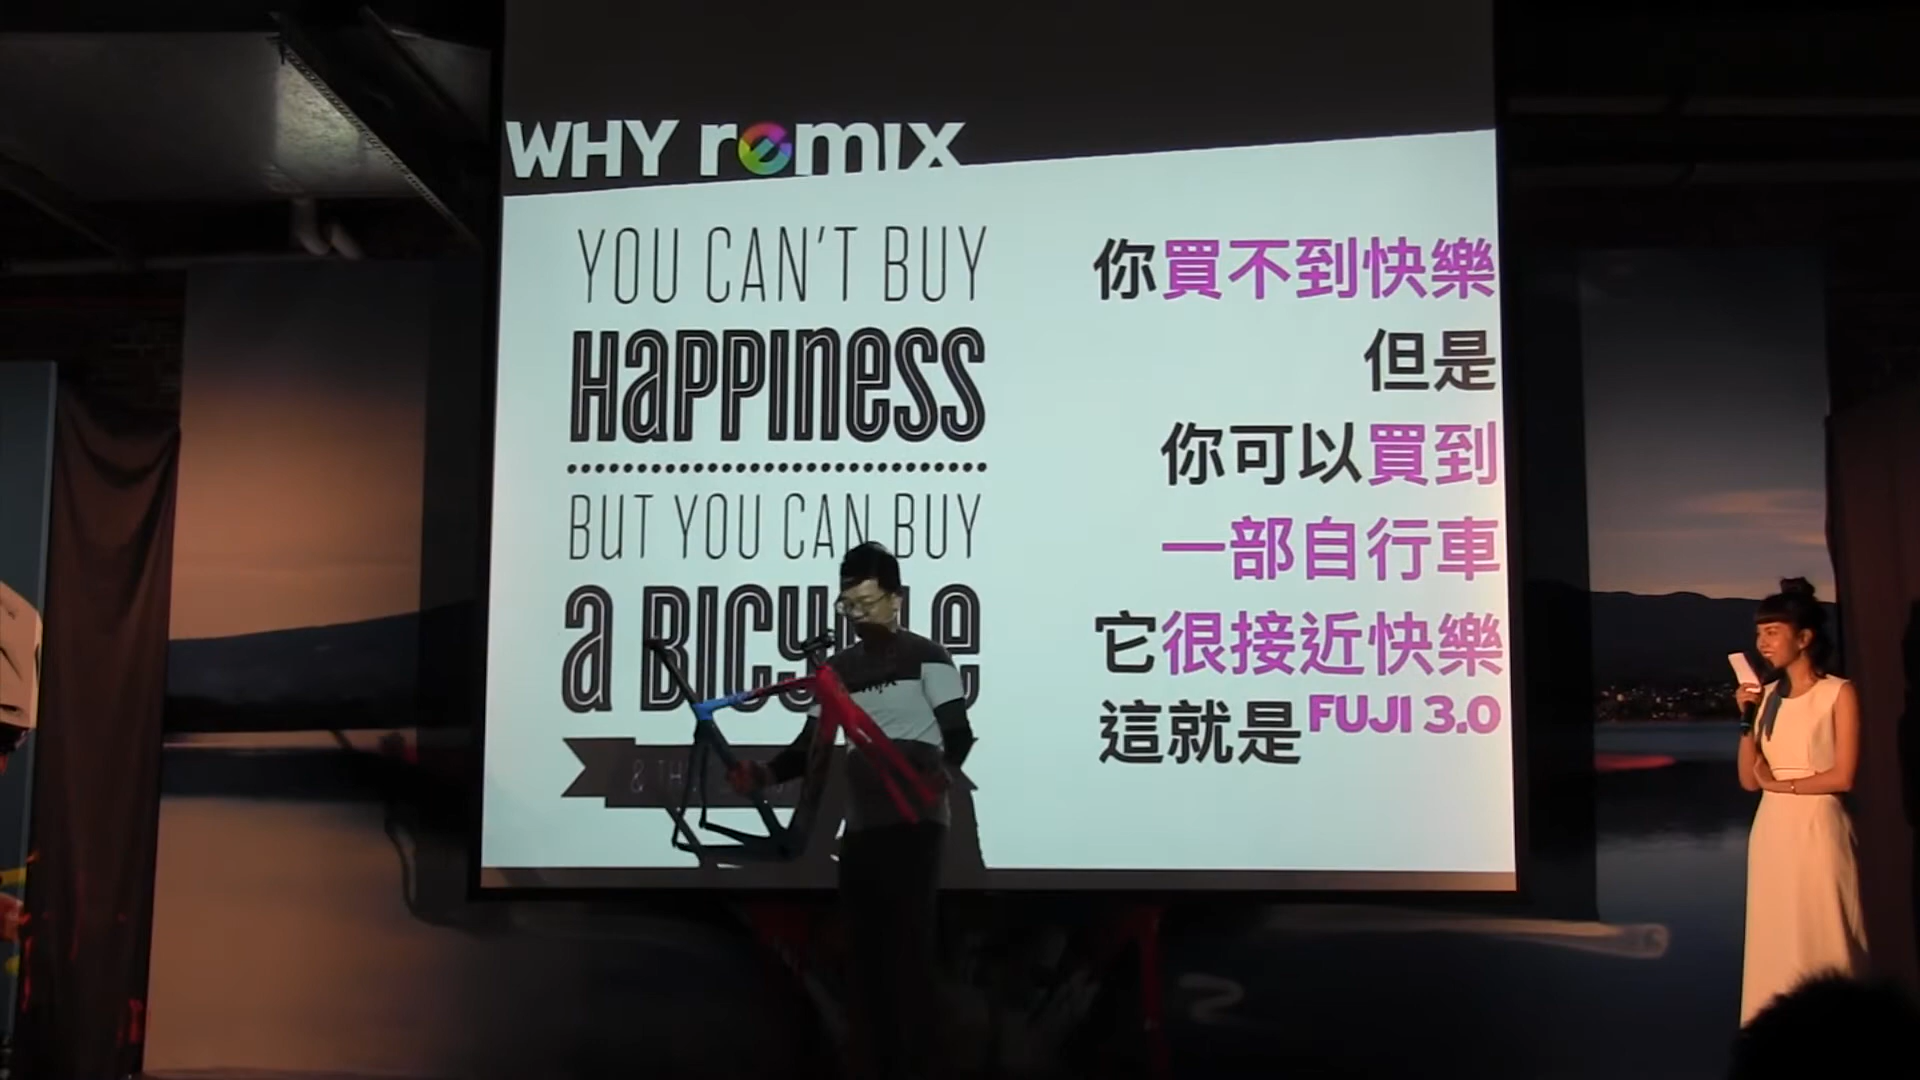 WHY remix
YOU CAN'T BUY
HAPPINESS
BUT YOU CAN BUY
a BICYCLE
& TH
你買不到快樂
但是
你可以買到
一部自行車
它很接近快樂
這就是FUJI 3.0